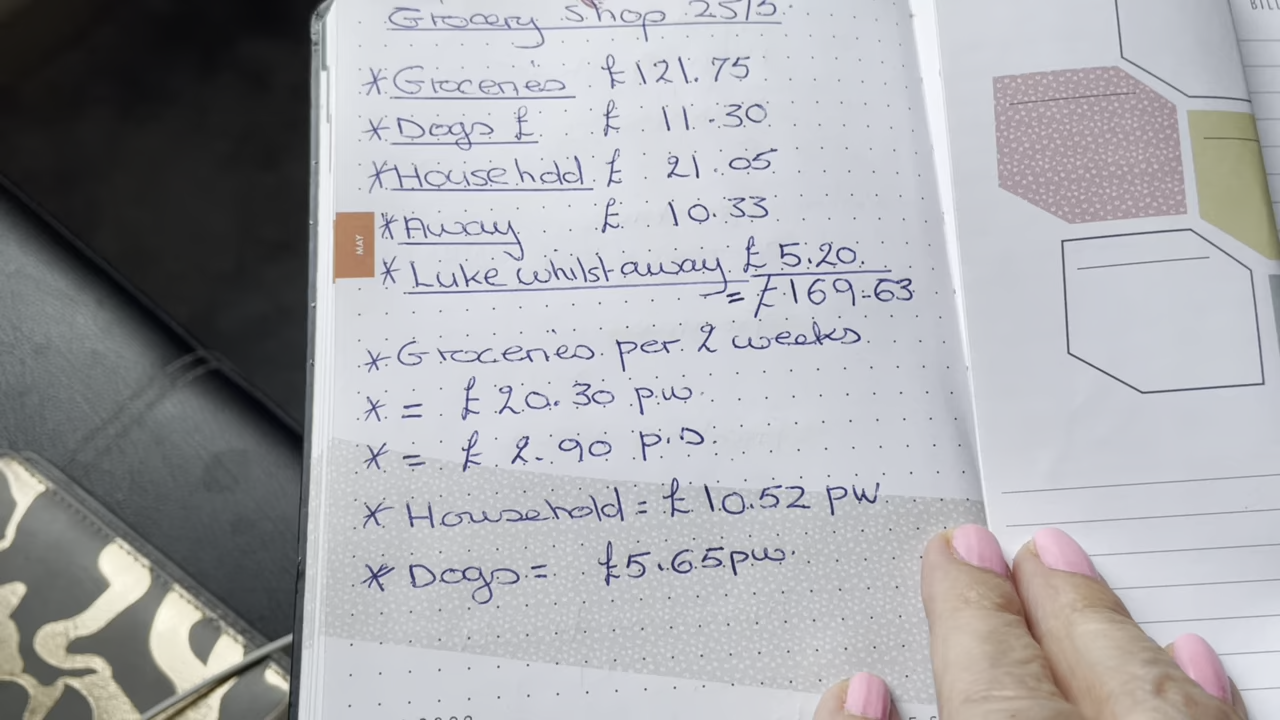 Grocery Shop 25/5.
* Groceries £121.75
* Dogs £ £ 11.30
* Household £ 21.05
* Away £ 10.33
MAY
* Luke whilst away £5.20.
= £169.63
* Groceries per 2 weeks.
* = £20.30 pw.
* = £ 2.90 p.D.
* Household = £10.52 pw.
* Dogs = £5.65pw.